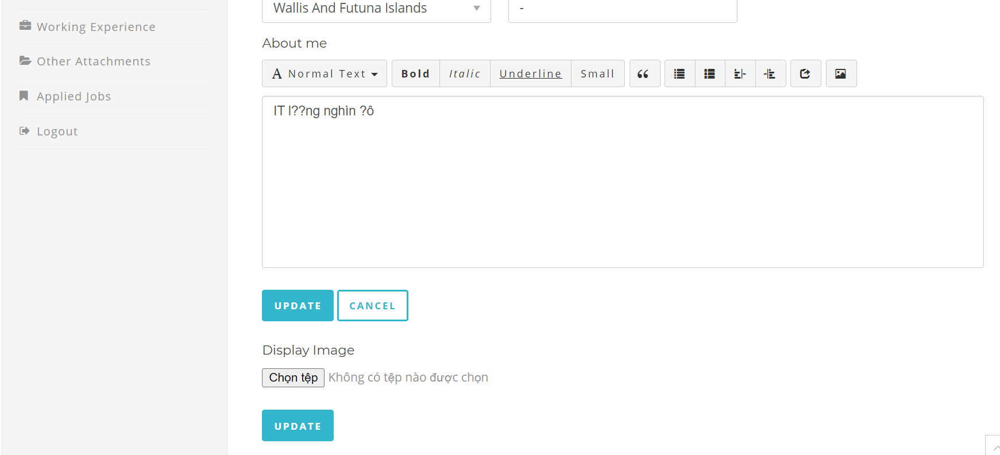 Working Experience
Other Attachments
Applied Jobs
Logout
Wallis And Futuna Islands
-
About me
A Normal Text
Bold
Italic
Underline
Small
IT l??ng nghìn ?ô
UPDATE
CANCEL
Display Image
Chọn tệp Không có tệp nào được chọn
UPDATE